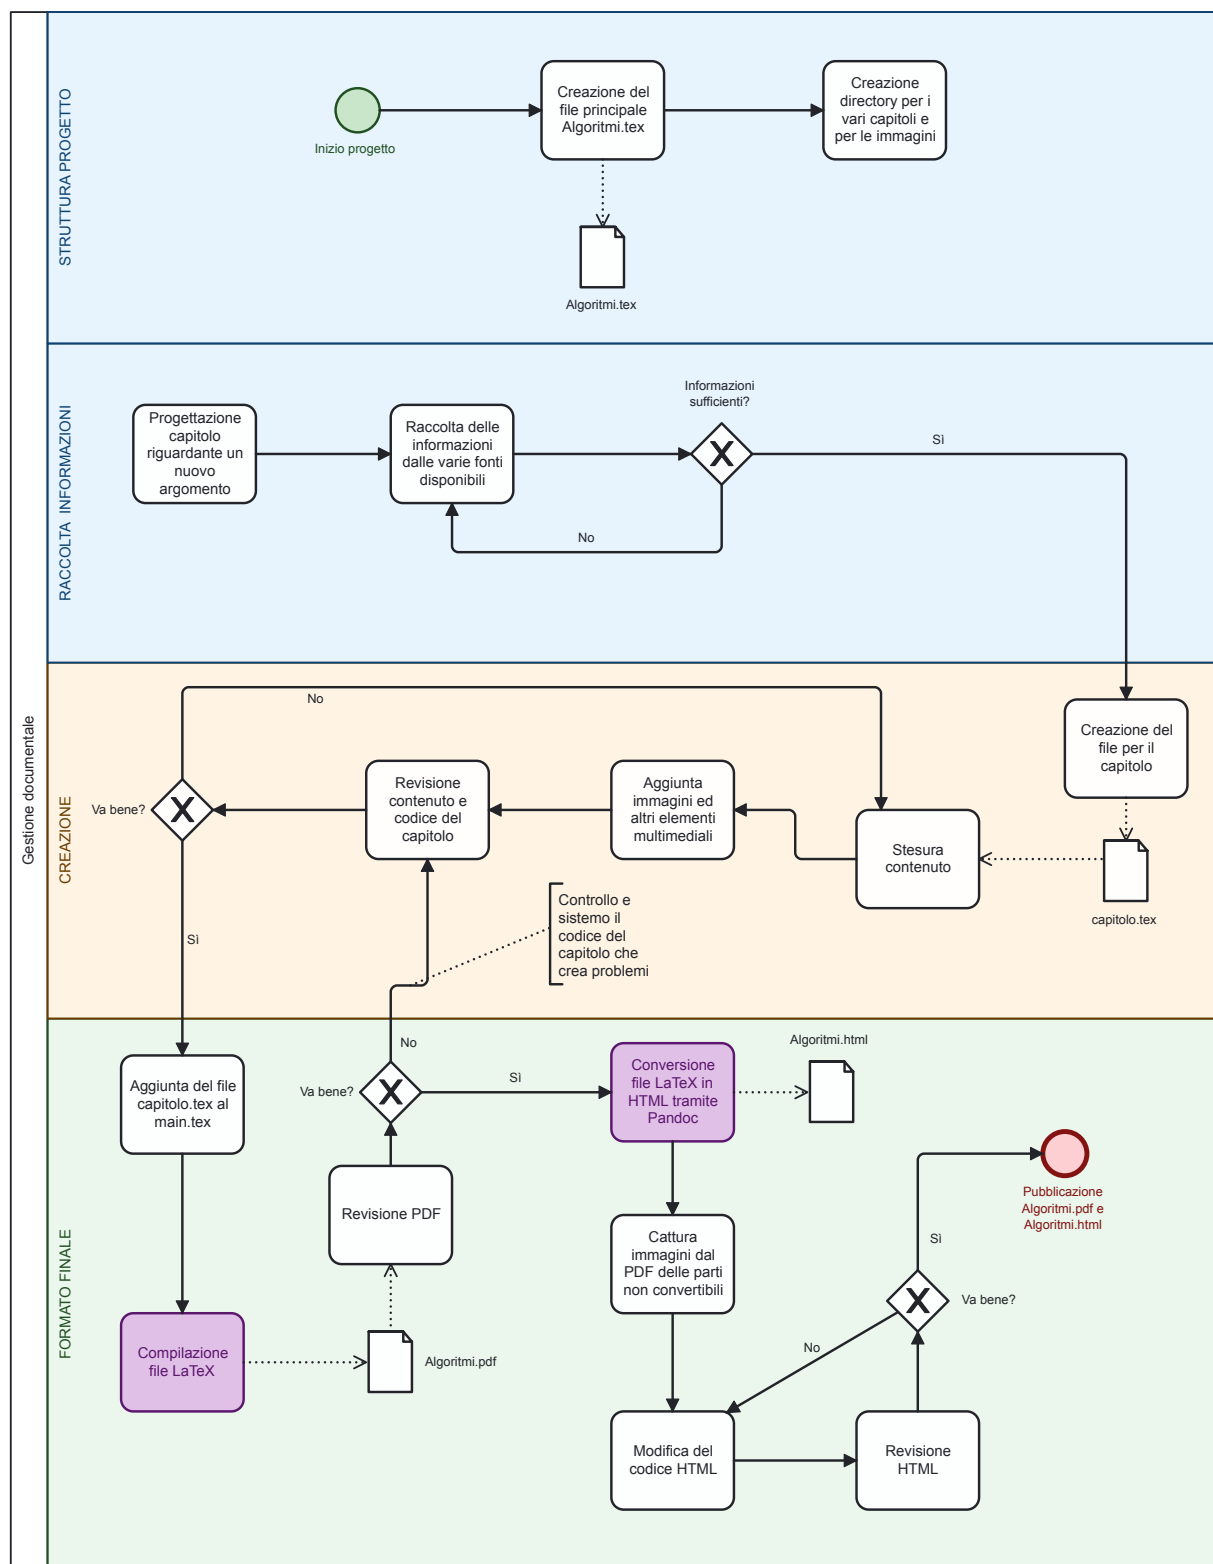 Gestione documentale
STRUTTURA PROGETTO
Inizio progetto
Creazione del
file principale
Algoritmi.tex
Creazione
directory per i
vari capitoli e
per le immagini
Algoritmi.tex
RACCOLTA INFORMAZIONI
Progettazione
capitolo
riguardante un
nuovo
argomento
Raccolta delle
informazioni
dalle varie fonti
disponibili
Informazioni
sufficienti?
Sì
No
CREAZIONE
No
Creazione del
file per il
capitolo
Va bene?
Revisione
contenuto e
codice del
capitolo
Aggiunta
immagini ed
altri elementi
multimediali
Stesura
contenuto
capitolo.tex
Sì
Controllo e
sistemo il
codice del
capitolo che
crea problemi
FORMATO FINALE
Aggiunta del file
capitolo.tex al
main.tex
No
Va bene?
Sì
Conversione
file LaTeX in
HTML tramite
Pandoc
Algoritmi.html
Revisione PDF
Cattura
immagini dal
PDF delle parti
non convertibili
Pubblicazione
Algoritmi.pdf e
Algoritmi.html
Sì
Va bene?
No
Compilazione
file LaTeX
Algoritmi.pdf
Modifica del
codice HTML
Revisione
HTML